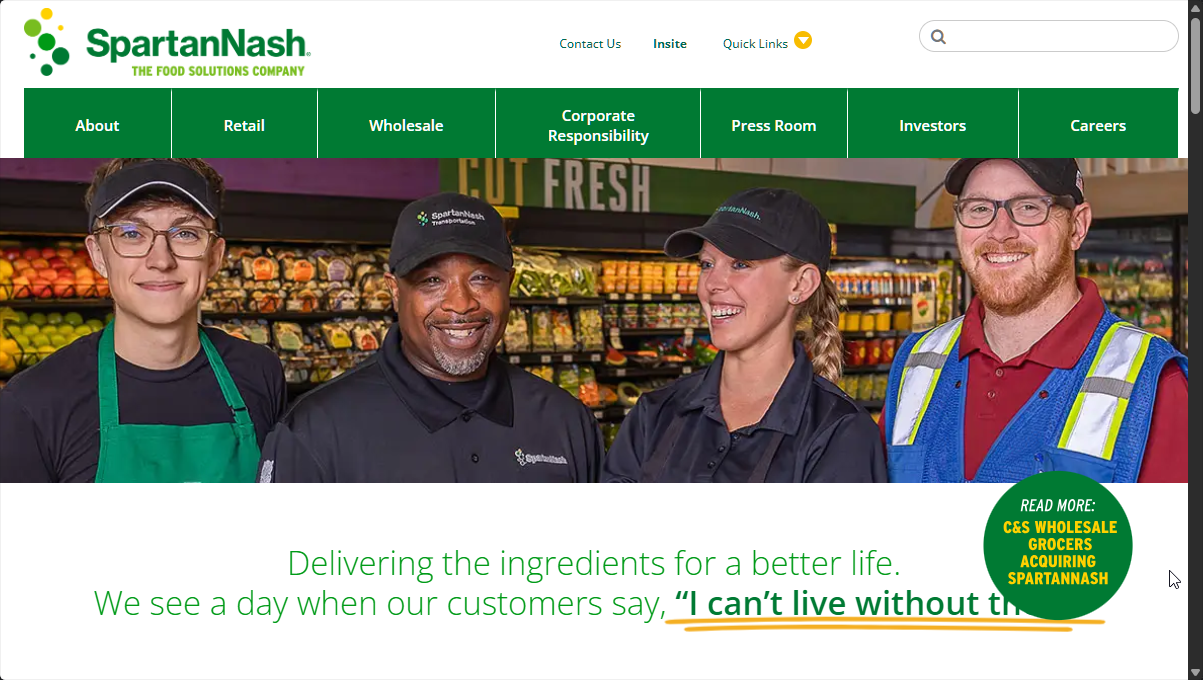 SpartanNash
THE FOOD SOLUTIONS COMPANY
Contact Us
Insite
Quick Links
About
Retail
Wholesale
Corporate
Responsibility
Press Room
Investors
Careers
CUT FRESH
SpartanNash
Transportation
SpartanNash
SpartanNash
READ MORE:
C&S WHOLESALE
GROCERS
ACQUIRING
SPARTANNASH
Delivering the ingredients for a better life.
We see a day when our customers say, “I can’t live without